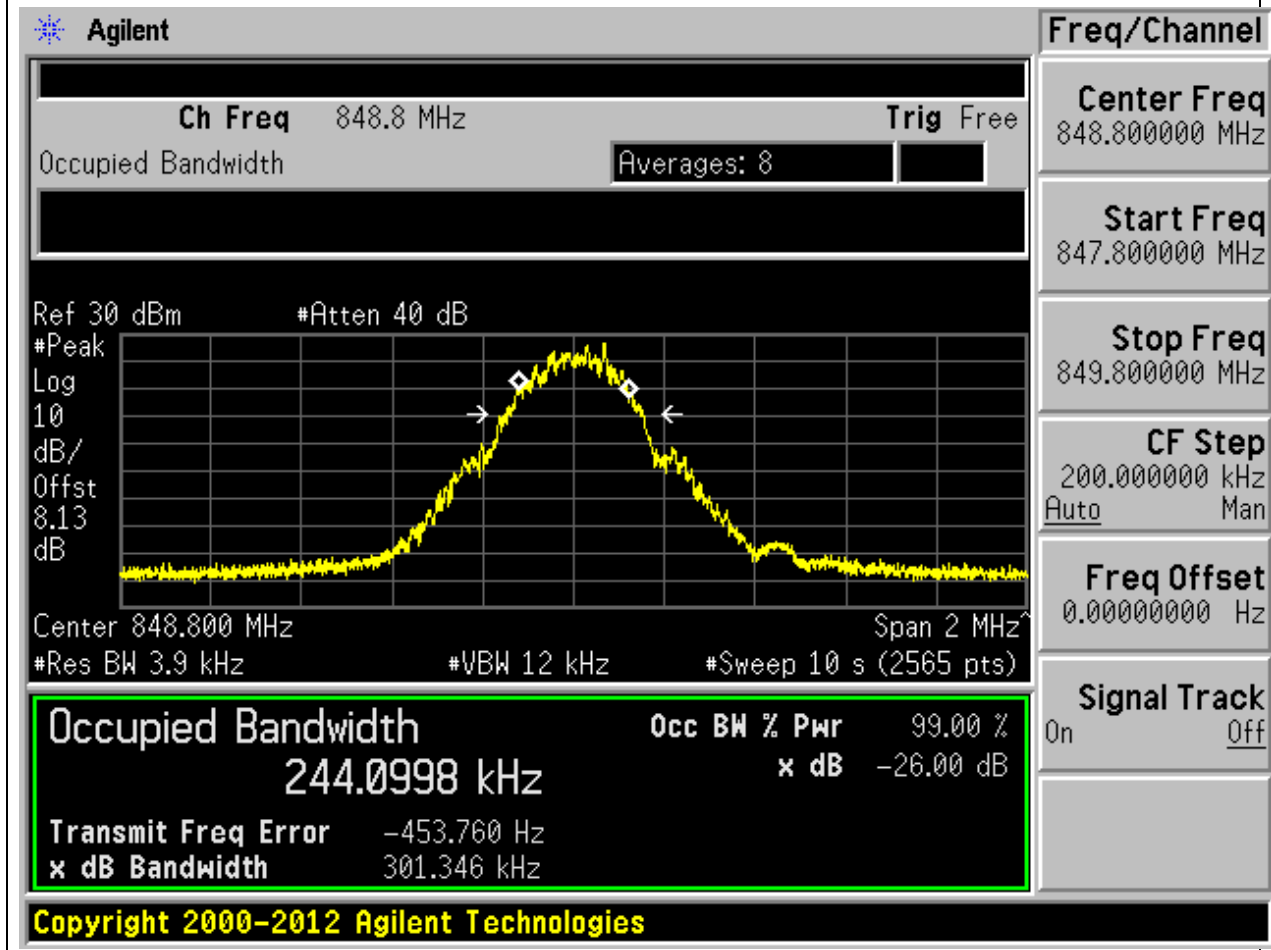 Agilent
Freq/Channel
Ch Freq 848.8 MHz Trig Free
Occupied Bandwidth Averages: 8
Ref 30 dBm #Atten 40 dB
#Peak
Log
10
dB/
Offst
8.13
dB
Center 848.800 MHz Span 2 MHz^
#Res BW 3.9 kHz #VBW 12 kHz #Sweep 10 s (2565 pts)
Occupied Bandwidth Occ BW % Pwr 99.00 %
244.0998 kHz x dB -26.00 dB
Transmit Freq Error -453.760 Hz
x dB Bandwidth 301.346 kHz
Copyright 2000-2012 Agilent Technologies
Center Freq
848.800000 MHz
Start Freq
847.800000 MHz
Stop Freq
849.800000 MHz
CF Step
200.000000 kHz
Auto Man
Freq Offset
0.00000000 Hz
Signal Track
On Off